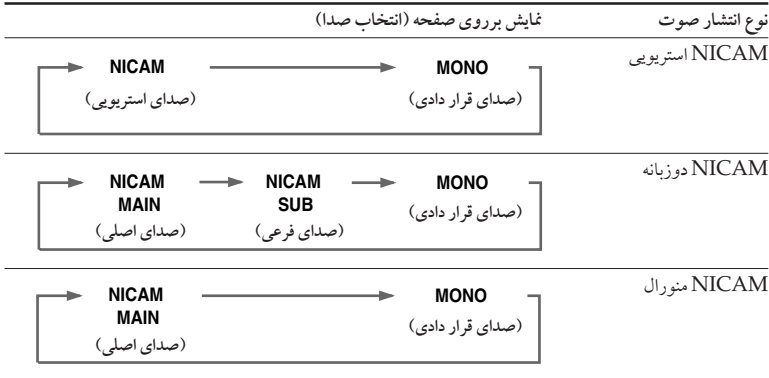 نوع انتشار صوت
نمایش برروی صفحه (انتخاب صدا)
NICAM استریویی
NICAM
MONO
(صدای استریویی)
(صدای قرار دادی)
NICAM دوزبانه
NICAM
MAIN
(صدای اصلی)
NICAM
SUB
(صدای فرعی)
MONO
(صدای قرار دادی)
NICAM منورال
NICAM
MAIN
(صدای اصلی)
MONO
(صدای قرار دادی)